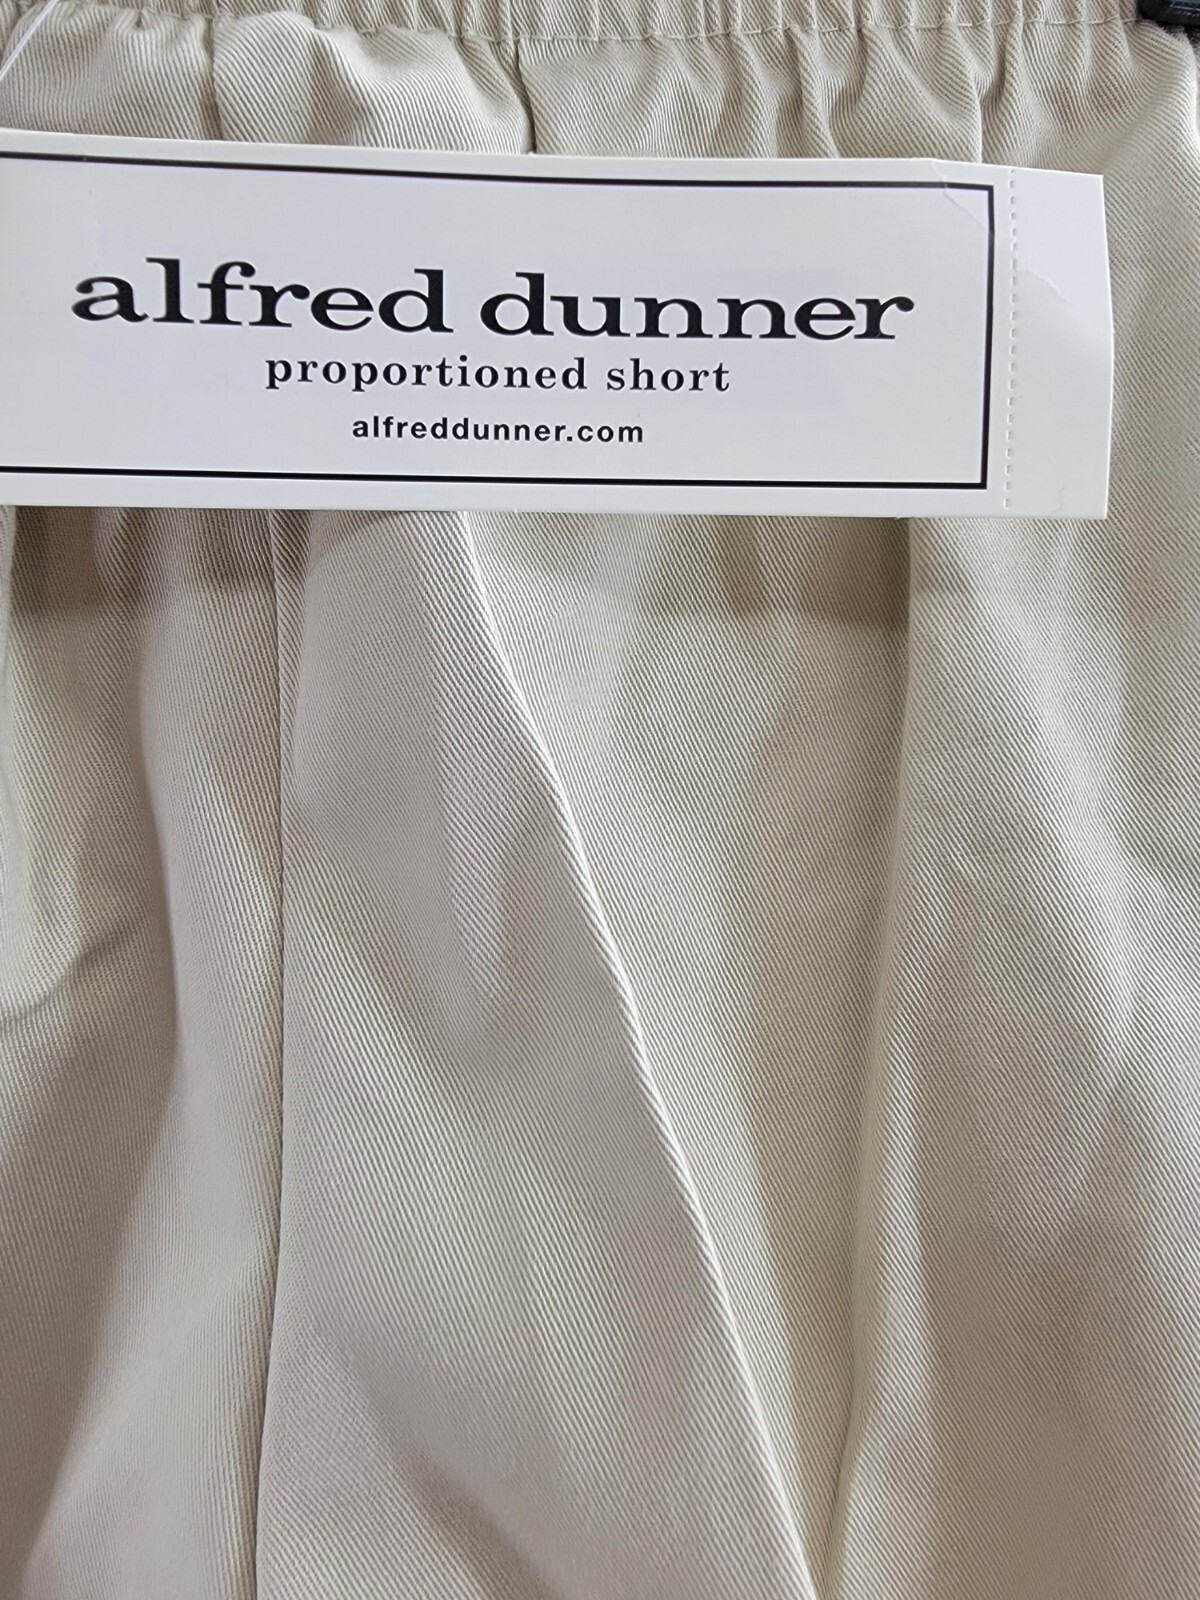 alfred dunner
proportioned short
alfreddunner.com